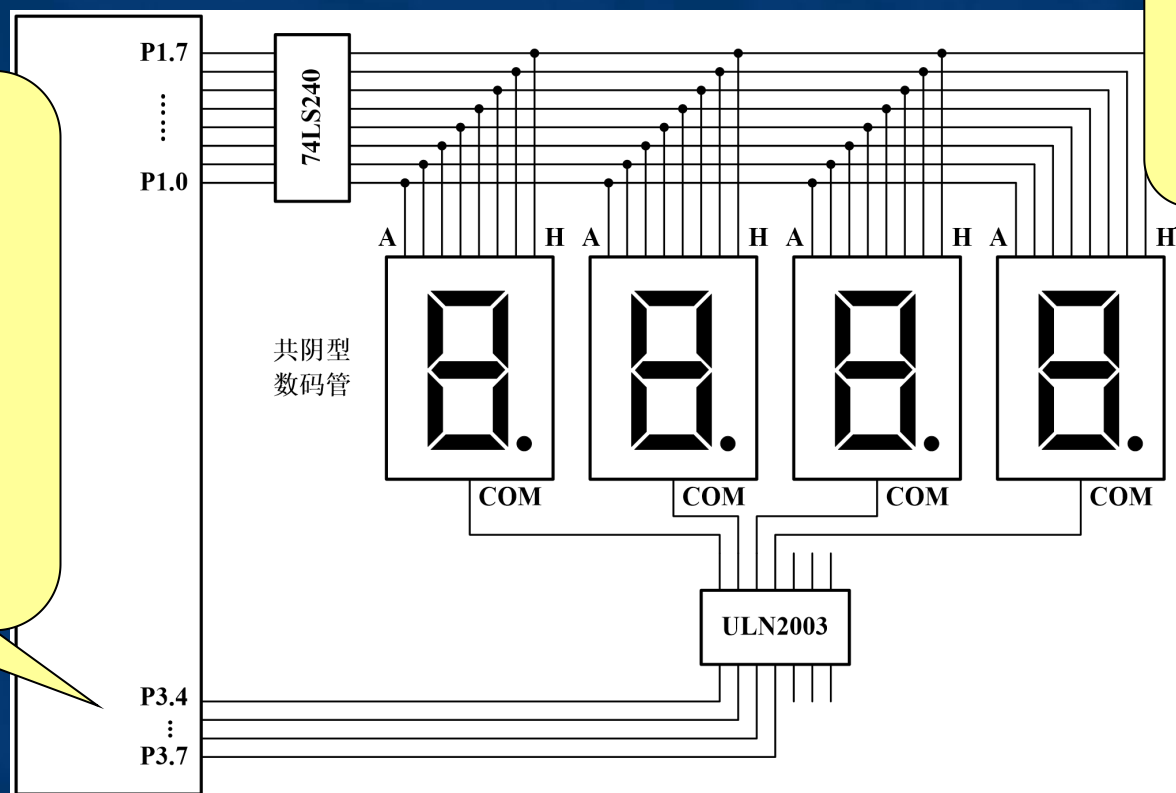 P1.7
……
P1.0
74LS240
A
H
A
H
A
H
A
H
共阴型
数码管
COM
COM
COM
COM
ULN2003
P3.4
…
P3.7